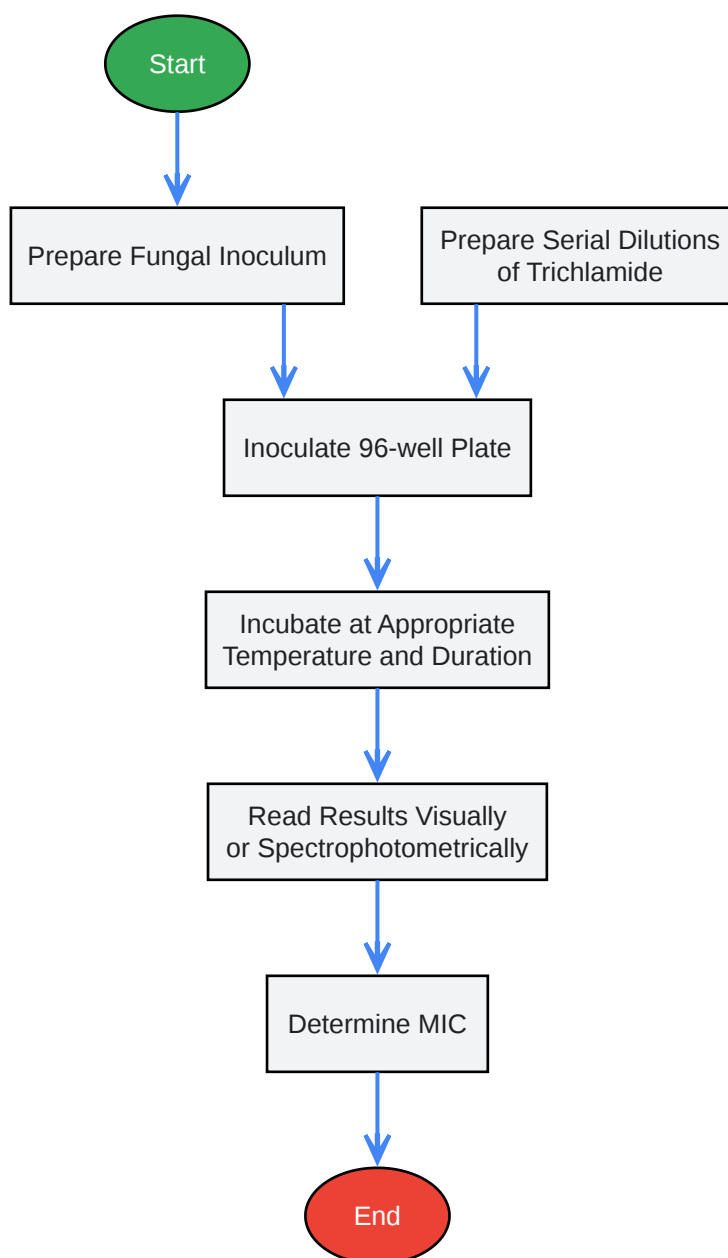 Start
Prepare Fungal Inoculum
Prepare Serial Dilutions
of Trichlamide
Inoculate 96-well Plate
Incubate at Appropriate
Temperature and Duration
Read Results Visually
or Spectrophotometrically
Determine MIC
End